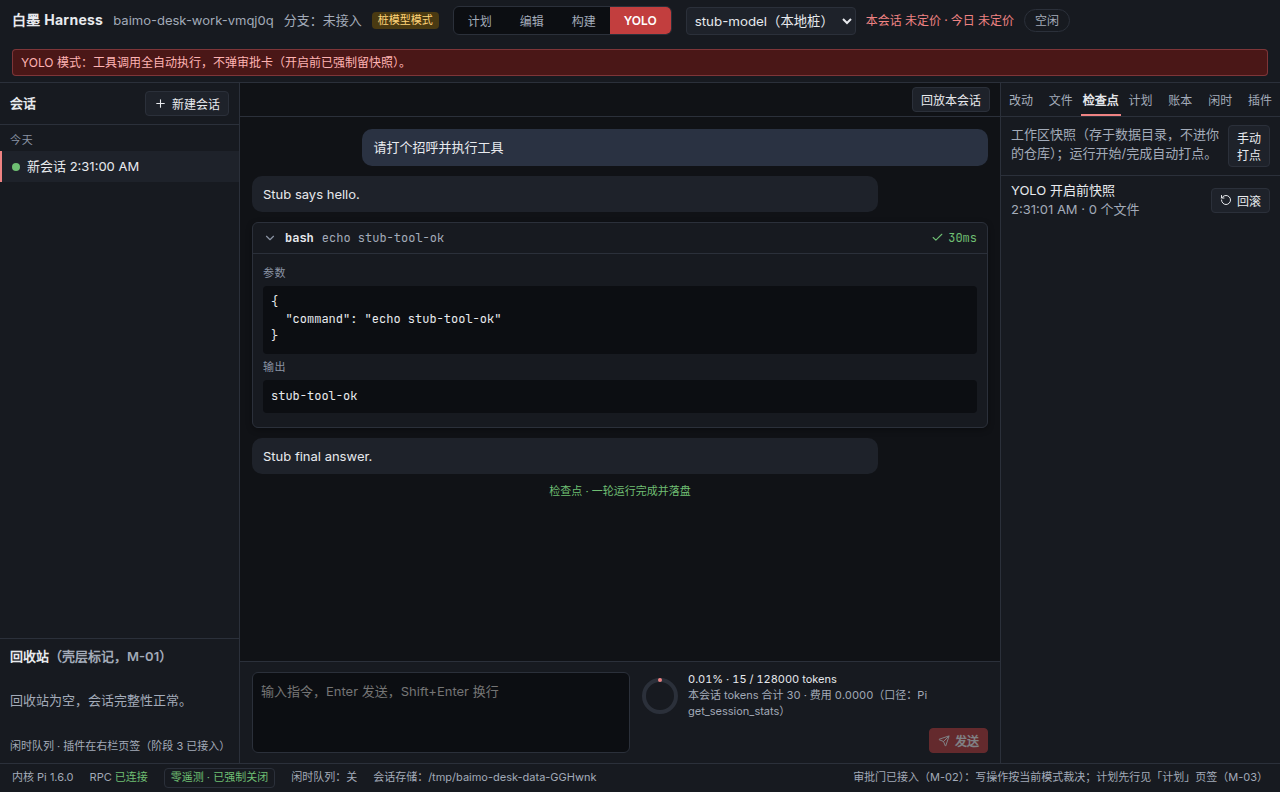 白墨 Harness baimo-desk-work-vmqj0q 分支：未接入 桩模型模式 计划 编辑 构建 YOLO stub-model（本地桩） 本会话 未定价 · 今日 未定价 空闲
YOLO 模式：工具调用全自动执行，不弹审批卡（开启前已强制留快照）。
会话 新建会话
今天
新会话 2:31:00 AM
回收站（壳层标记，M-01）
回收站为空，会话完整性正常。
闲时队列 · 插件在右栏页签（阶段 3 已接入）
回放本会话
请打个招呼并执行工具
Stub says hello.
bash echo stub-tool-ok 30ms
参数
{
"command": "echo stub-tool-ok"
}
输出
stub-tool-ok
Stub final answer.
检查点 · 一轮运行完成并落盘
输入指令，Enter 发送，Shift+Enter 换行
0.01% · 15 / 128000 tokens
本会话 tokens 合计 30 · 费用 0.0000（口径：Pi
get_session_stats）
发送
改动 文件 检查点 计划 账本 闲时 插件
工作区快照（存于数据目录，不进你
的仓库）；运行开始/完成自动打点。
手动
打点
YOLO 开启前快照
2:31:01 AM · 0 个文件
回滚
内核 Pi 1.6.0 RPC 已连接 零遥测 · 已强制关闭 闲时队列：关 会话存储：/tmp/baimo-desk-data-GGHwnk 审批门已接入（M-02）：写操作按当前模式裁决；计划先行见「计划」页签（M-03）